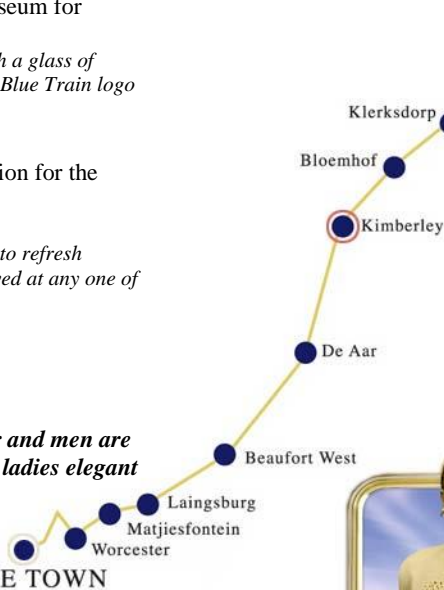 seum for
h a glass of
Blue Train logo
ion for the
to refresh
ed at any one of
r and men are
ladies elegant
Klerksdorp
Bloemhof
Kimberley
De Aar
Beaufort West
Laingsburg
Matjiesfontein
Worcester
E TOWN